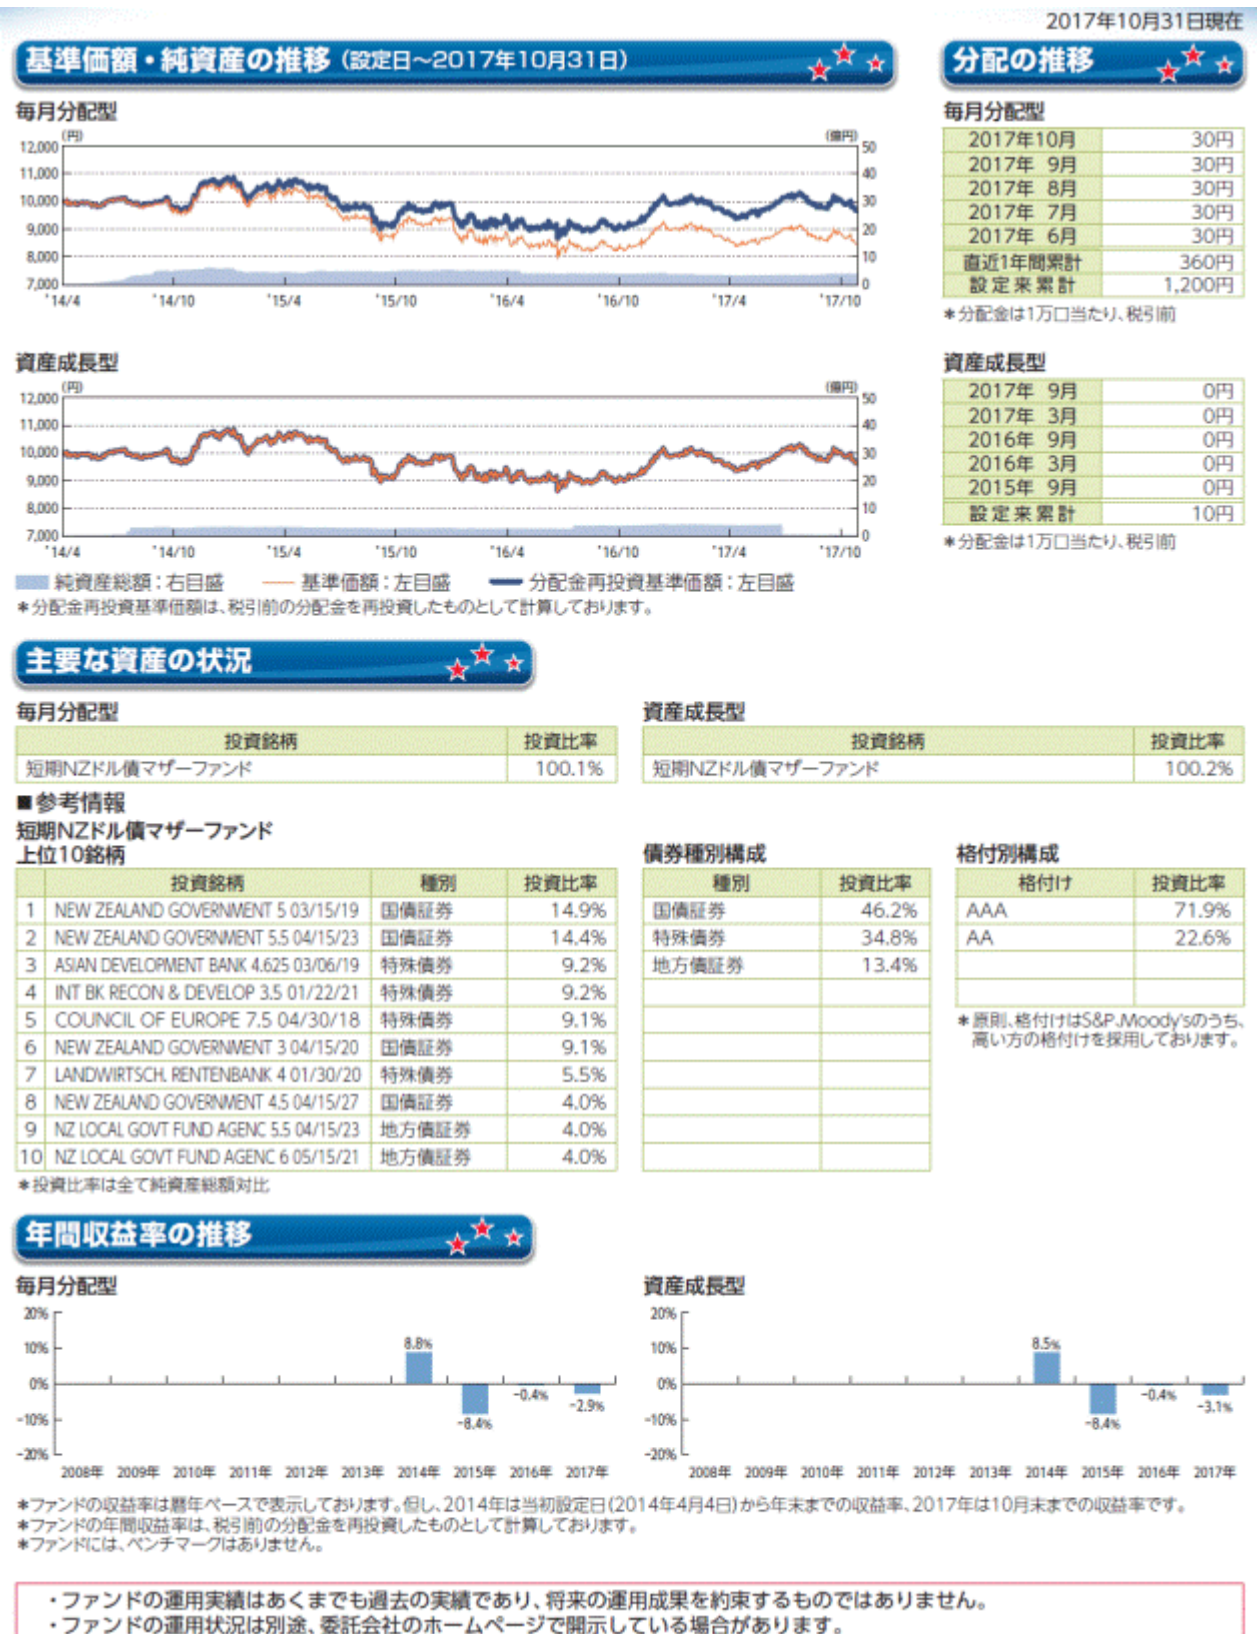 2017年10月31日現在
基準価額・純資産の推移（設定日～2017年10月31日）
毎月分配型
(円) (億円)
12,000 50
11,000 40
10,000 30
9,000 20
8,000 10
7,000 0
'14/4 '14/10 '15/4 '15/10 '16/4 '16/10 '17/4 '17/10
資産成長型
(円) (億円)
12,000 50
11,000 40
10,000 30
9,000 20
8,000 10
7,000 0
'14/4 '14/10 '15/4 '15/10 '16/4 '16/10 '17/4 '17/10
純資産総額：右目盛 基準価額：左目盛 分配金再投資基準価額：左目盛
＊分配金再投資基準価額は、税引前の分配金を再投資したものとして計算しております。
分配の推移
毎月分配型
2017年10月 30円
2017年 9月 30円
2017年 8月 30円
2017年 7月 30円
2017年 6月 30円
直近1年間累計 360円
設定来累計 1,200円
＊分配金は1万口当たり、税引前
資産成長型
2017年 9月 0円
2017年 3月 0円
2016年 9月 0円
2016年 3月 0円
2015年 9月 0円
設定来累計 10円
＊分配金は1万口当たり、税引前
主要な資産の状況
毎月分配型
投資銘柄 投資比率
短期NZドル債マザーファンド 100.1%
資産成長型
投資銘柄 投資比率
短期NZドル債マザーファンド 100.2%
■参考情報
短期NZドル債マザーファンド
上位10銘柄
投資銘柄 種別 投資比率
1 NEW ZEALAND GOVERNMENT 5 03/15/19 国債証券 14.9%
2 NEW ZEALAND GOVERNMENT 5.5 04/15/23 国債証券 14.4%
3 ASIAN DEVELOPMENT BANK 4.625 03/06/19 特殊債券 9.2%
4 INT BK RECON & DEVELOP 3.5 01/22/21 特殊債券 9.2%
5 COUNCIL OF EUROPE 7.5 04/30/18 特殊債券 9.1%
6 NEW ZEALAND GOVERNMENT 3 04/15/20 国債証券 9.1%
7 LANDWIRTSCH. RENTENBANK 4 01/30/20 特殊債券 5.5%
8 NEW ZEALAND GOVERNMENT 4.5 04/15/27 国債証券 4.0%
9 NZ LOCAL GOVT FUND AGENC 5.5 04/15/23 地方債証券 4.0%
10 NZ LOCAL GOVT FUND AGENC 6 05/15/21 地方債証券 4.0%
＊投資比率は全て純資産総額対比
債券種別構成
種別 投資比率
国債証券 46.2%
特殊債券 34.8%
地方債証券 13.4%
格付別構成
格付け 投資比率
AAA 71.9%
AA 22.6%
＊原則、格付けはS&P、Moody'sのうち、
高い方の格付けを採用しております。
年間収益率の推移
毎月分配型
20%
10%
0%
-10%
-20%
8.8%
-8.4%
-0.4%
-2.9%
2008年 2009年 2010年 2011年 2012年 2013年 2014年 2015年 2016年 2017年
資産成長型
20%
10%
0%
-10%
-20%
8.5%
-8.4%
-0.4%
-3.1%
2008年 2009年 2010年 2011年 2012年 2013年 2014年 2015年 2016年 2017年
＊ファンドの収益率は暦年ベースで表示しております。但し、2014年は当初設定日(2014年4月4日)から年末までの収益率、2017年は10月末までの収益率です。
＊ファンドの年間収益率は、税引前の分配金を再投資したものとして計算しております。
＊ファンドには、ベンチマークはありません。
・ファンドの運用実績はあくまでも過去の実績であり、将来の運用成果を約束するものではありません。
・ファンドの運用状況は別途、委託会社のホームページで開示している場合があります。